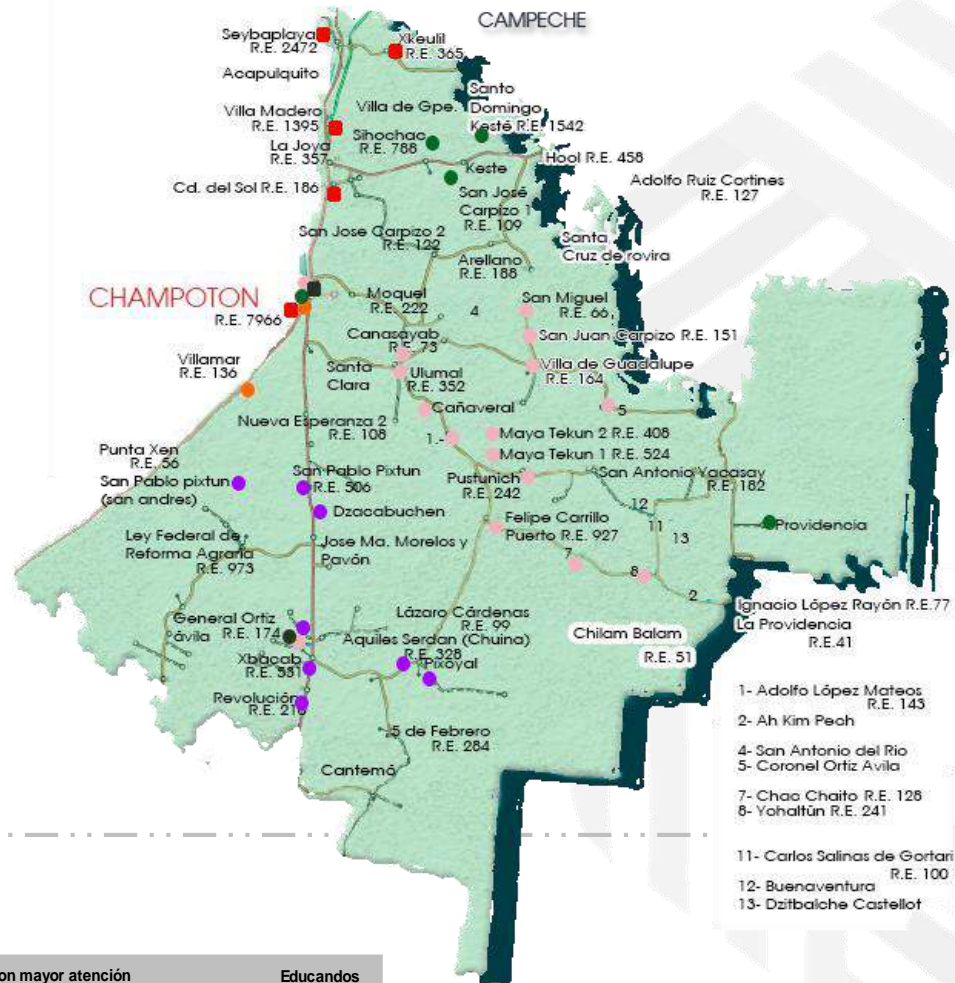 CAMPECHE
Seybaplaya
R.E. 2472
Xkeulil
R.E. 365
Acapulquito
Santo
Domingo
Kesté R.E. 1542
Villa Madero
R.E. 1395
Villa de Gpe.
Sihochac
R.E. 788
La Joya
R.E. 357
Hool R.E. 458
Keste
Cd. del Sol R.E. 186
Adolfo Ruiz Cortines
R.E. 127
San José
Carpizo 1
R.E. 109
San Jose Carpizo 2
R.E. 122
Santa
Cruz de rovira
Arellano
R.E. 188
CHAMPOTON
R.E. 7966
Moquel
R.E. 222
4
San Miguel
R.E. 66
Canasayab
R.E. 73
San Juan Carpizo R.E. 151
Villamar
R.E. 136
Santa
Clara
Ulumal
R.E. 352
Villa de Guadalupe
R.E. 164
Cañaveral
5
Nueva Esperanza 2
R.E. 108
1.-
Maya Tekun 2 R.E. 408
Maya Tekun 1 R.E. 524
Punta Xen
R.E. 56
San Pablo pixtun
(san andres)
San Pablo Pixtun
R.E. 506
Pustunich
R.E. 242
San Antonio Yacasay
R.E. 182
Dzacabuchen
12
11
13
Felipe Carrillo
Puerto R.E. 927
Providencia
Ley Federal de
Reforma Agraria
R.E. 973
Jose Ma. Morelos y
Pavón
7
8
2
General Ortiz
ávila R.E. 174
Lázaro Cárdenas
R.E. 99
Aquiles Serdan (Chuina)
R.E. 328
Ignacio López Rayón R.E.77
La Providencia
R.E.41
Chilam Balam
R.E. 51
Xbacab
R.E. 531
Pixoyal
Revolución
R.E.
5 de Febrero
R.E. 284
Cantemó
1- Adolfo López Mateos
R.E. 143
2- Ah Kim Pech
4- San Antonio del Rio
5- Coronel Ortiz Avila
7- Chac Chaito R.E. 128
8- Yohaltún R.E. 241
11- Carlos Salinas de Gortari
R.E. 100
12- Buenaventura
13- Dzitbalche Castellot
on mayor atención Educandos